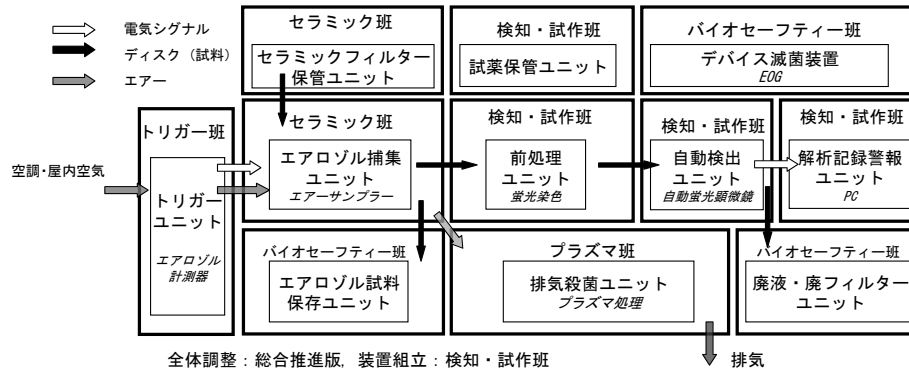 電気シグナル
ディスク（試料）
エアー
セラミック班
セラミックフィルター
保管ユニット
検知・試作班
試薬保管ユニット
バイオセーフティー班
デバイス滅菌装置
EOG
空調・屋内空気
トリガー班
トリガー
ユニット
エアロゾル
計測器
セラミック班
エアロゾル捕集
ユニット
エアーサンプラー
検知・試作班
前処理
ユニット
蛍光染色
検知・試作班
自動検出
ユニット
自動蛍光顕微鏡
検知・試作班
解析記録警報
ユニット
PC
バイオセーフティー班
エアロゾル試料
保存ユニット
プラズマ班
排気殺菌ユニット
プラズマ処理
バイオセーフティー班
廃液・廃フィルター
ユニット
排気
全体調整：総合推進版，装置組立：検知・試作班